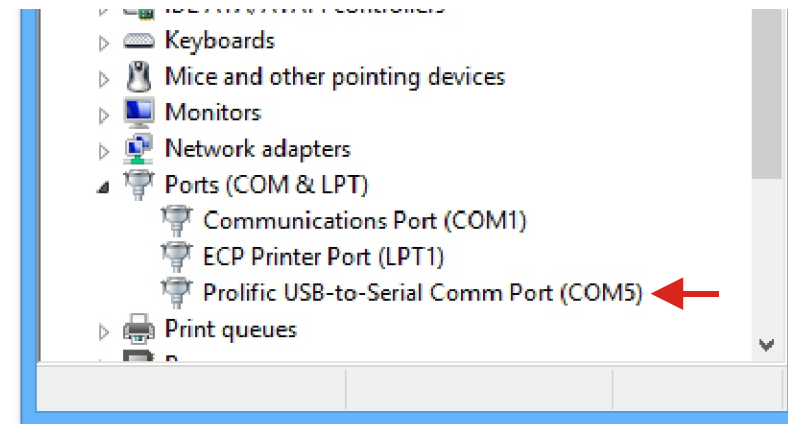 Keyboards
Mice and other pointing devices
Monitors
Network adapters
Ports (COM & LPT)
Communications Port (COM1)
ECP Printer Port (LPT1)
Prolific USB-to-Serial Comm Port (COM5)
Print queues